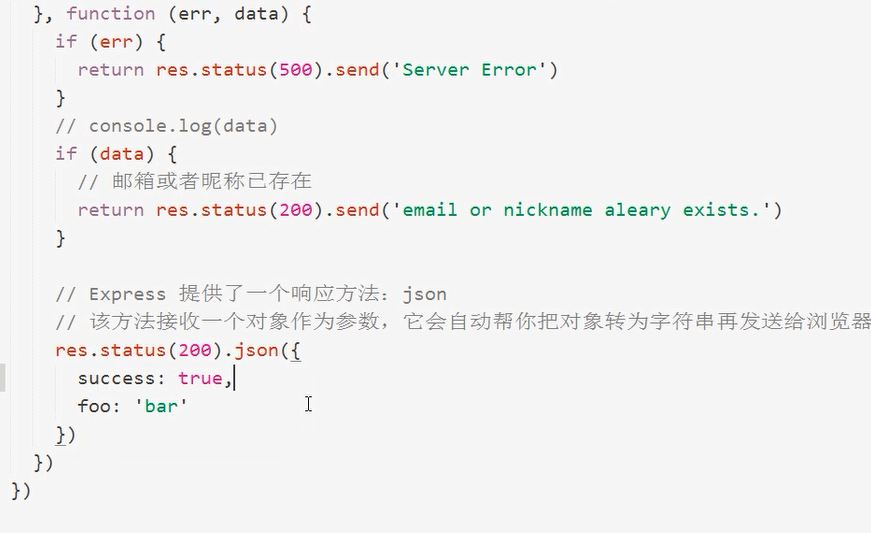 }, function (err, data) {
if (err) {
return res.status(500).send('Server Error')
}
// console.log(data)
if (data) {
// 邮箱或者昵称已存在
return res.status(200).send('email or nickname aleary exists.')
}
// Express 提供了一个响应方法：json
// 该方法接收一个对象作为参数，它会自动帮你把对象转为字符串再发送给浏览器
res.status(200).json({
success: true,
foo: 'bar'
})
})
})